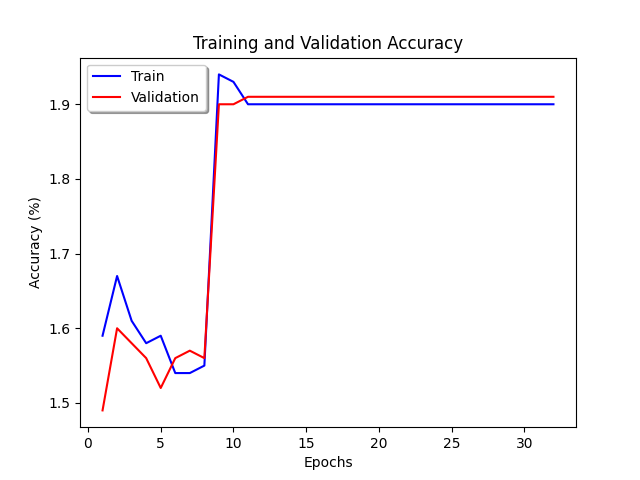 Training and Validation Accuracy
Train
Validation
Accuracy (%)
1.9
1.8
1.7
1.6
1.5
0 5 10 15 20 25 30
Epochs